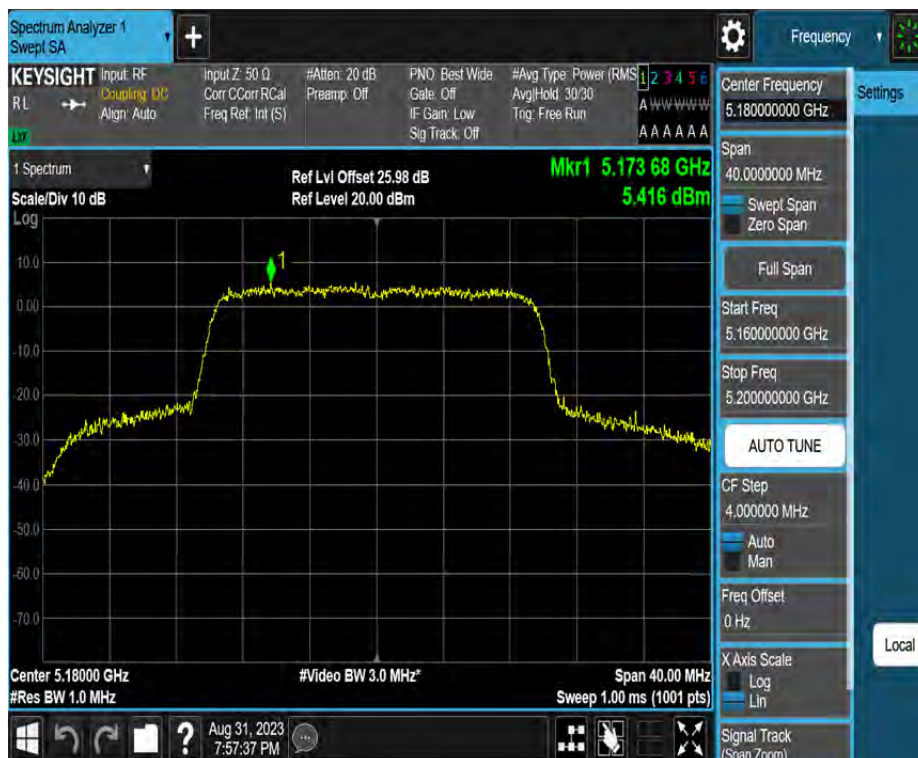 Spectrum Analyzer 1
Swept SA
+
Frequency
KEYSIGHT
RL
LXI
Input: RF
Coupling: DC
Align: Auto
Input Z: 50 Ω
Corr CCorr RCal
Freq Ref: Int (S)
#Atten: 20 dB
Preamp: Off
PNO: Best Wide
Gate: Off
IF Gain: Low
Sig Track: Off
#Avg Type: Power (RMS
Avg|Hold: 30/30
Trig: Free Run
1 2 3 4 5 6
A W W W W W
A A A A A A
1 Spectrum
Scale/Div 10 dB
Log
Ref Lvl Offset 25.98 dB
Ref Level 20.00 dBm
Mkr1 5.173 68 GHz
5.416 dBm
1
10.0
0.00
-10.0
-20.0
-30.0
-40.0
-50.0
-60.0
-70.0
Center 5.18000 GHz
#Res BW 1.0 MHz
#Video BW 3.0 MHz*
Span 40.00 MHz
Sweep 1.00 ms (1001 pts)
?
Aug 31, 2023
7:57:37 PM
Center Frequency
5.180000000 GHz
Span
40.0000000 MHz
Swept Span
Zero Span
Full Span
Start Freq
5.160000000 GHz
Stop Freq
5.200000000 GHz
AUTO TUNE
CF Step
4.000000 MHz
Auto
Man
Freq Offset
0 Hz
X Axis Scale
Log
Lin
Signal Track
(Span Zoom)
Settings
Local